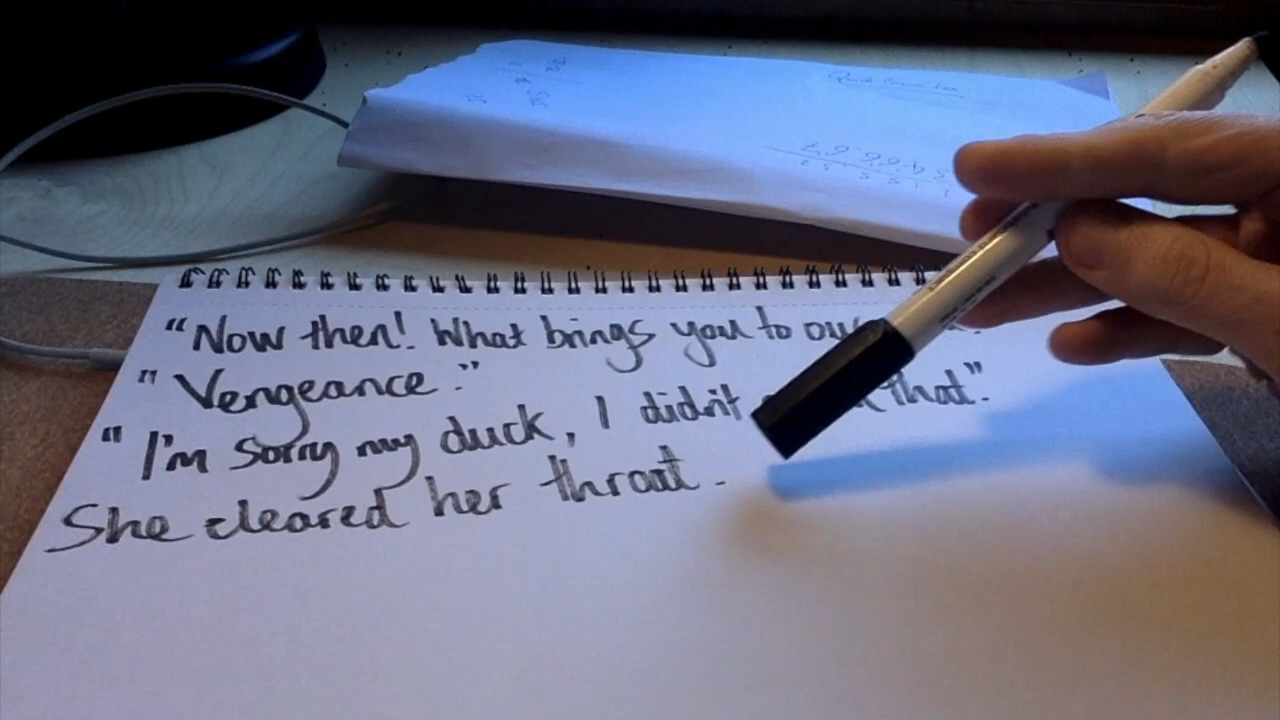 "Now then! What brings you to
"Vengeance."
"I'm sorry my duck, I didn't that".
She cleared her throat.